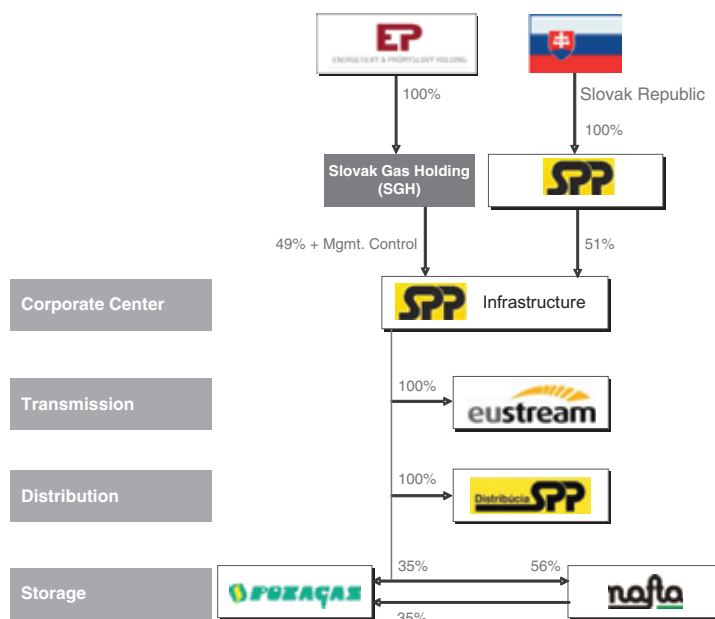 EP
ENERGETICKÝ A PRŮMYSLOVÝ HOLDING
100%
Slovak Republic
100%
Slovak Gas Holding
(SGH)
SPP
49% + Mgmt. Control
51%
Corporate Center
SPP Infrastructure
Transmission
100%
eustream
Distribution
100%
Distribúcia SPP
Storage
POZAGAS
35%
56%
nafta
35%